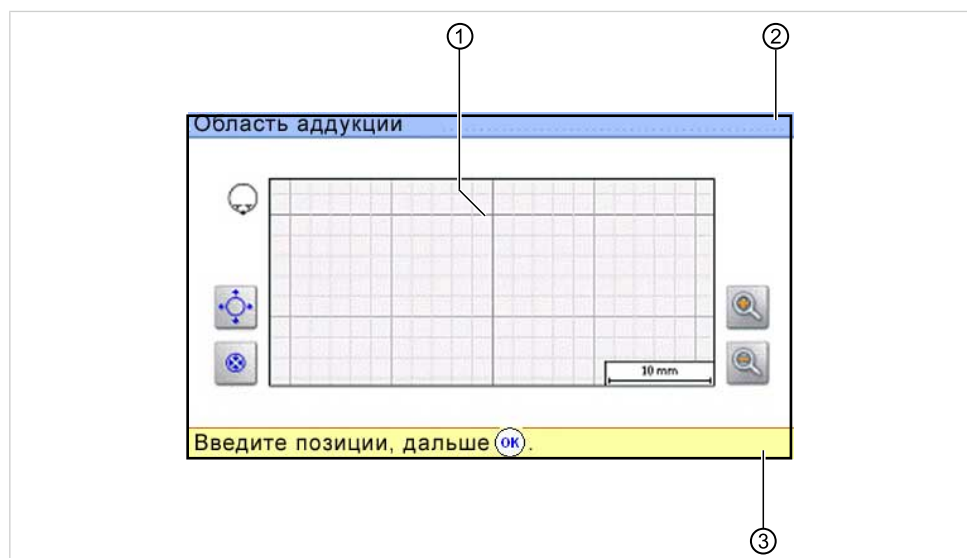 ①
②
Область аддукции
10 mm
Введите позиции, дальше OK.
③